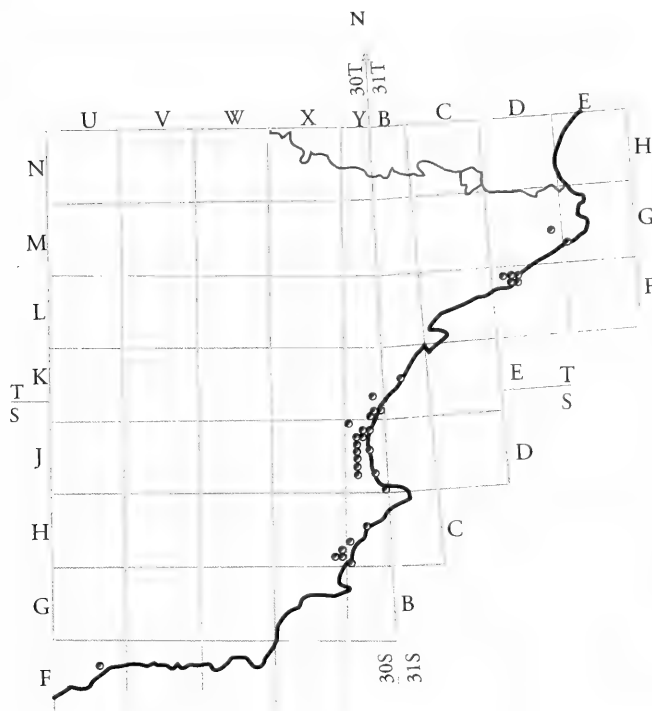 N
30T
31T
U V W X Y B C D E
N H
M G
L F
K E T
T
S S
J D
H C
G B
30S
31S
F